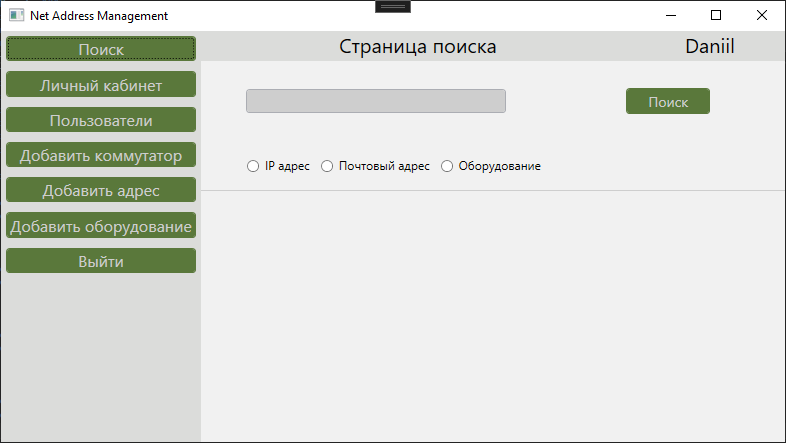 Net Address Management
Поиск
Личный кабинет
Пользователи
Добавить коммутатор
Добавить адрес
Добавить оборудование
Выйти
Страница поиска
Daniil
Поиск
IP адрес
Почтовый адрес
Оборудование